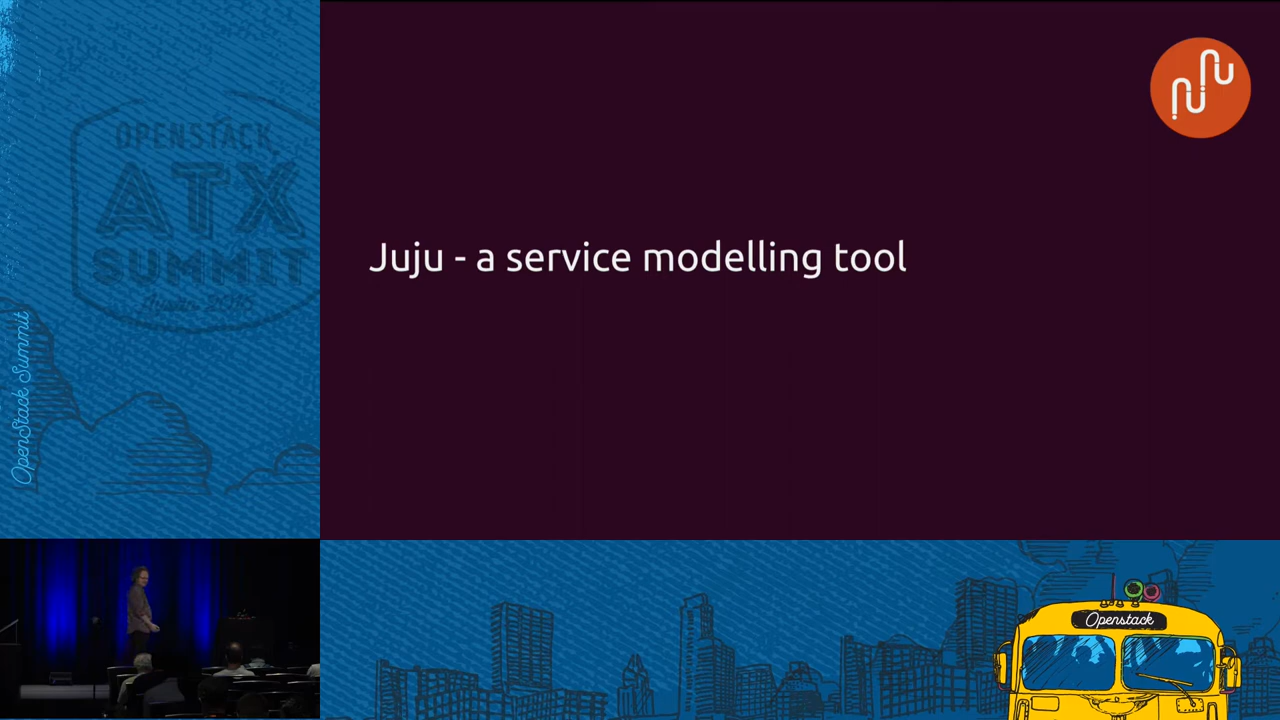 Juju - a service modelling tool
OPENSTACK
ATX
SUMMIT
OpenStack Summit
Openstack